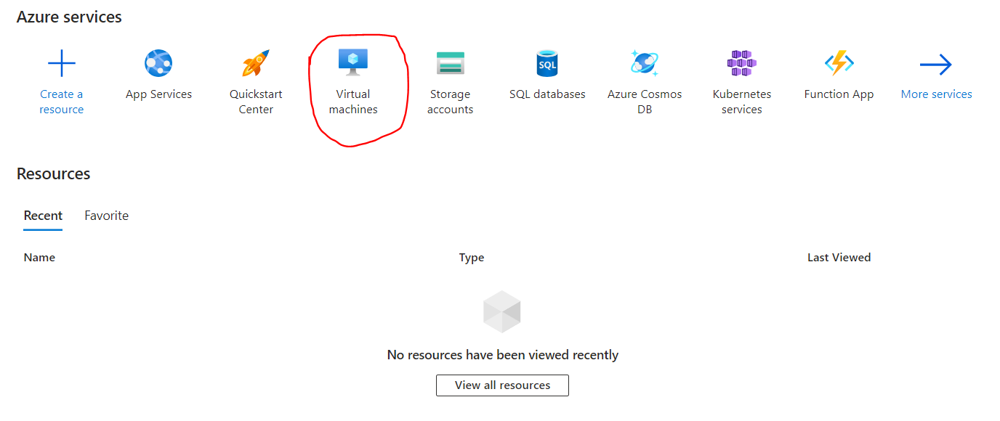 Azure services
Create a
resource
App Services
Quickstart
Center
Virtual
machines
SQL
Storage
accounts
SQL databases
Azure Cosmos
DB
Kubernetes
services
Function App
More services
Resources
Recent
Favorite
Name
Type
Last Viewed
No resources have been viewed recently
View all resources